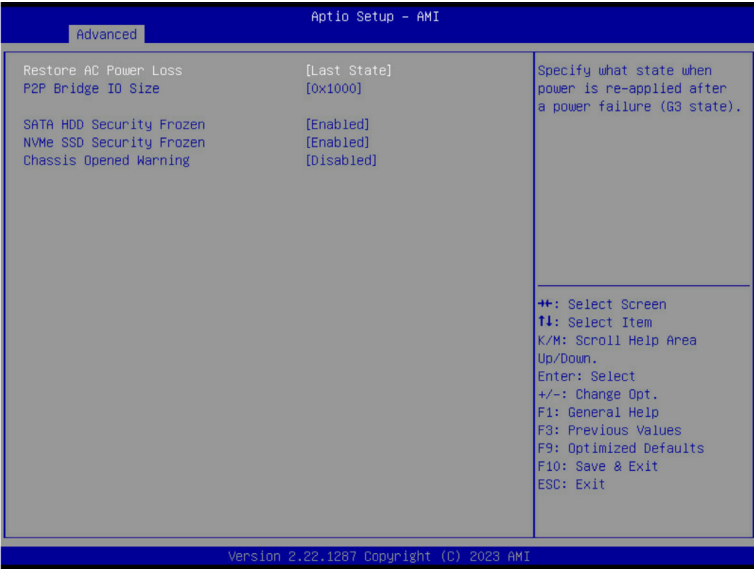 Aptio Setup – AMI
Advanced
Restore AC Power Loss [Last State]
P2P Bridge IO Size [0x1000]
SATA HDD Security Frozen [Enabled]
NVMe SSD Security Frozen [Enabled]
Chassis Opened Warning [Disabled]
Specify what state when
power is re-applied after
a power failure (G3 state).
→←: Select Screen
↑↓: Select Item
K/M: Scroll Help Area
Up/Down.
Enter: Select
+/-: Change Opt.
F1: General Help
F3: Previous Values
F9: Optimized Defaults
F10: Save & Exit
ESC: Exit
Version 2.22.1287 Copyright (C) 2023 AMI